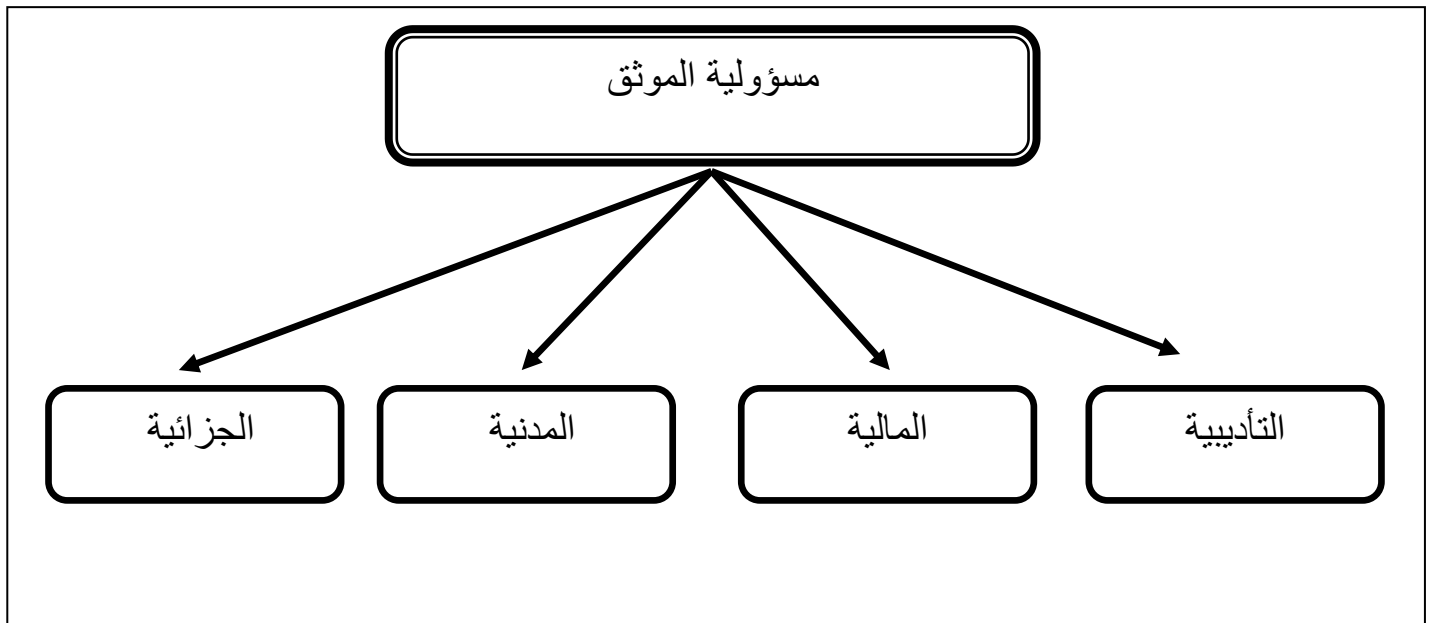 مسؤولية الموثق
التأديبية
المالية
المدنية
الجزائية